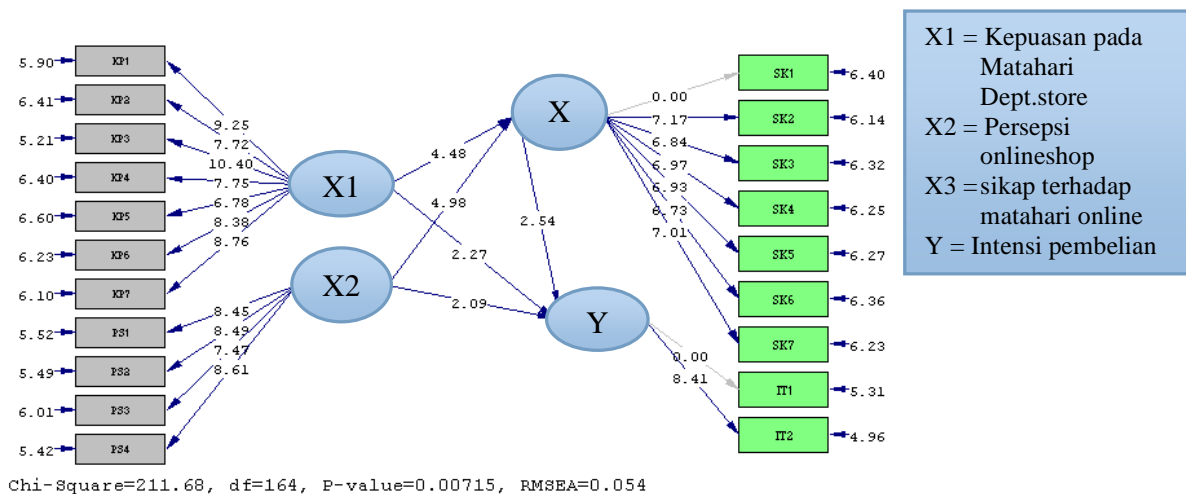 5.90 KP1
6.41 KP2
5.21 KP3
6.40 KP4
6.60 KP5
6.23 KP6
6.10 KP7
5.52 PS1
5.49 PS2
6.01 PS3
5.42 PS4
9.25
7.72
10.40
7.75
6.78
8.38
8.76
8.45
8.49
7.47
8.61
X1
X2
4.48
4.98
2.54
2.27
2.09
X
Y
0.00
7.17
6.84
6.97
6.93
6.73
7.01
0.00
8.41
SK1 6.40
SK2 6.14
SK3 6.32
SK4 6.25
SK5 6.27
SK6 6.36
SK7 6.23
IT1 5.31
IT2 4.96
X1 = Kepuasan pada
Matahari
Dept.store
X2 = Persepsi
onlineshop
X3 = sikap terhadap
matahari online
Y = Intensi pembelian
Chi-Square=211.68, df=164, P-value=0.00715, RMSEA=0.054